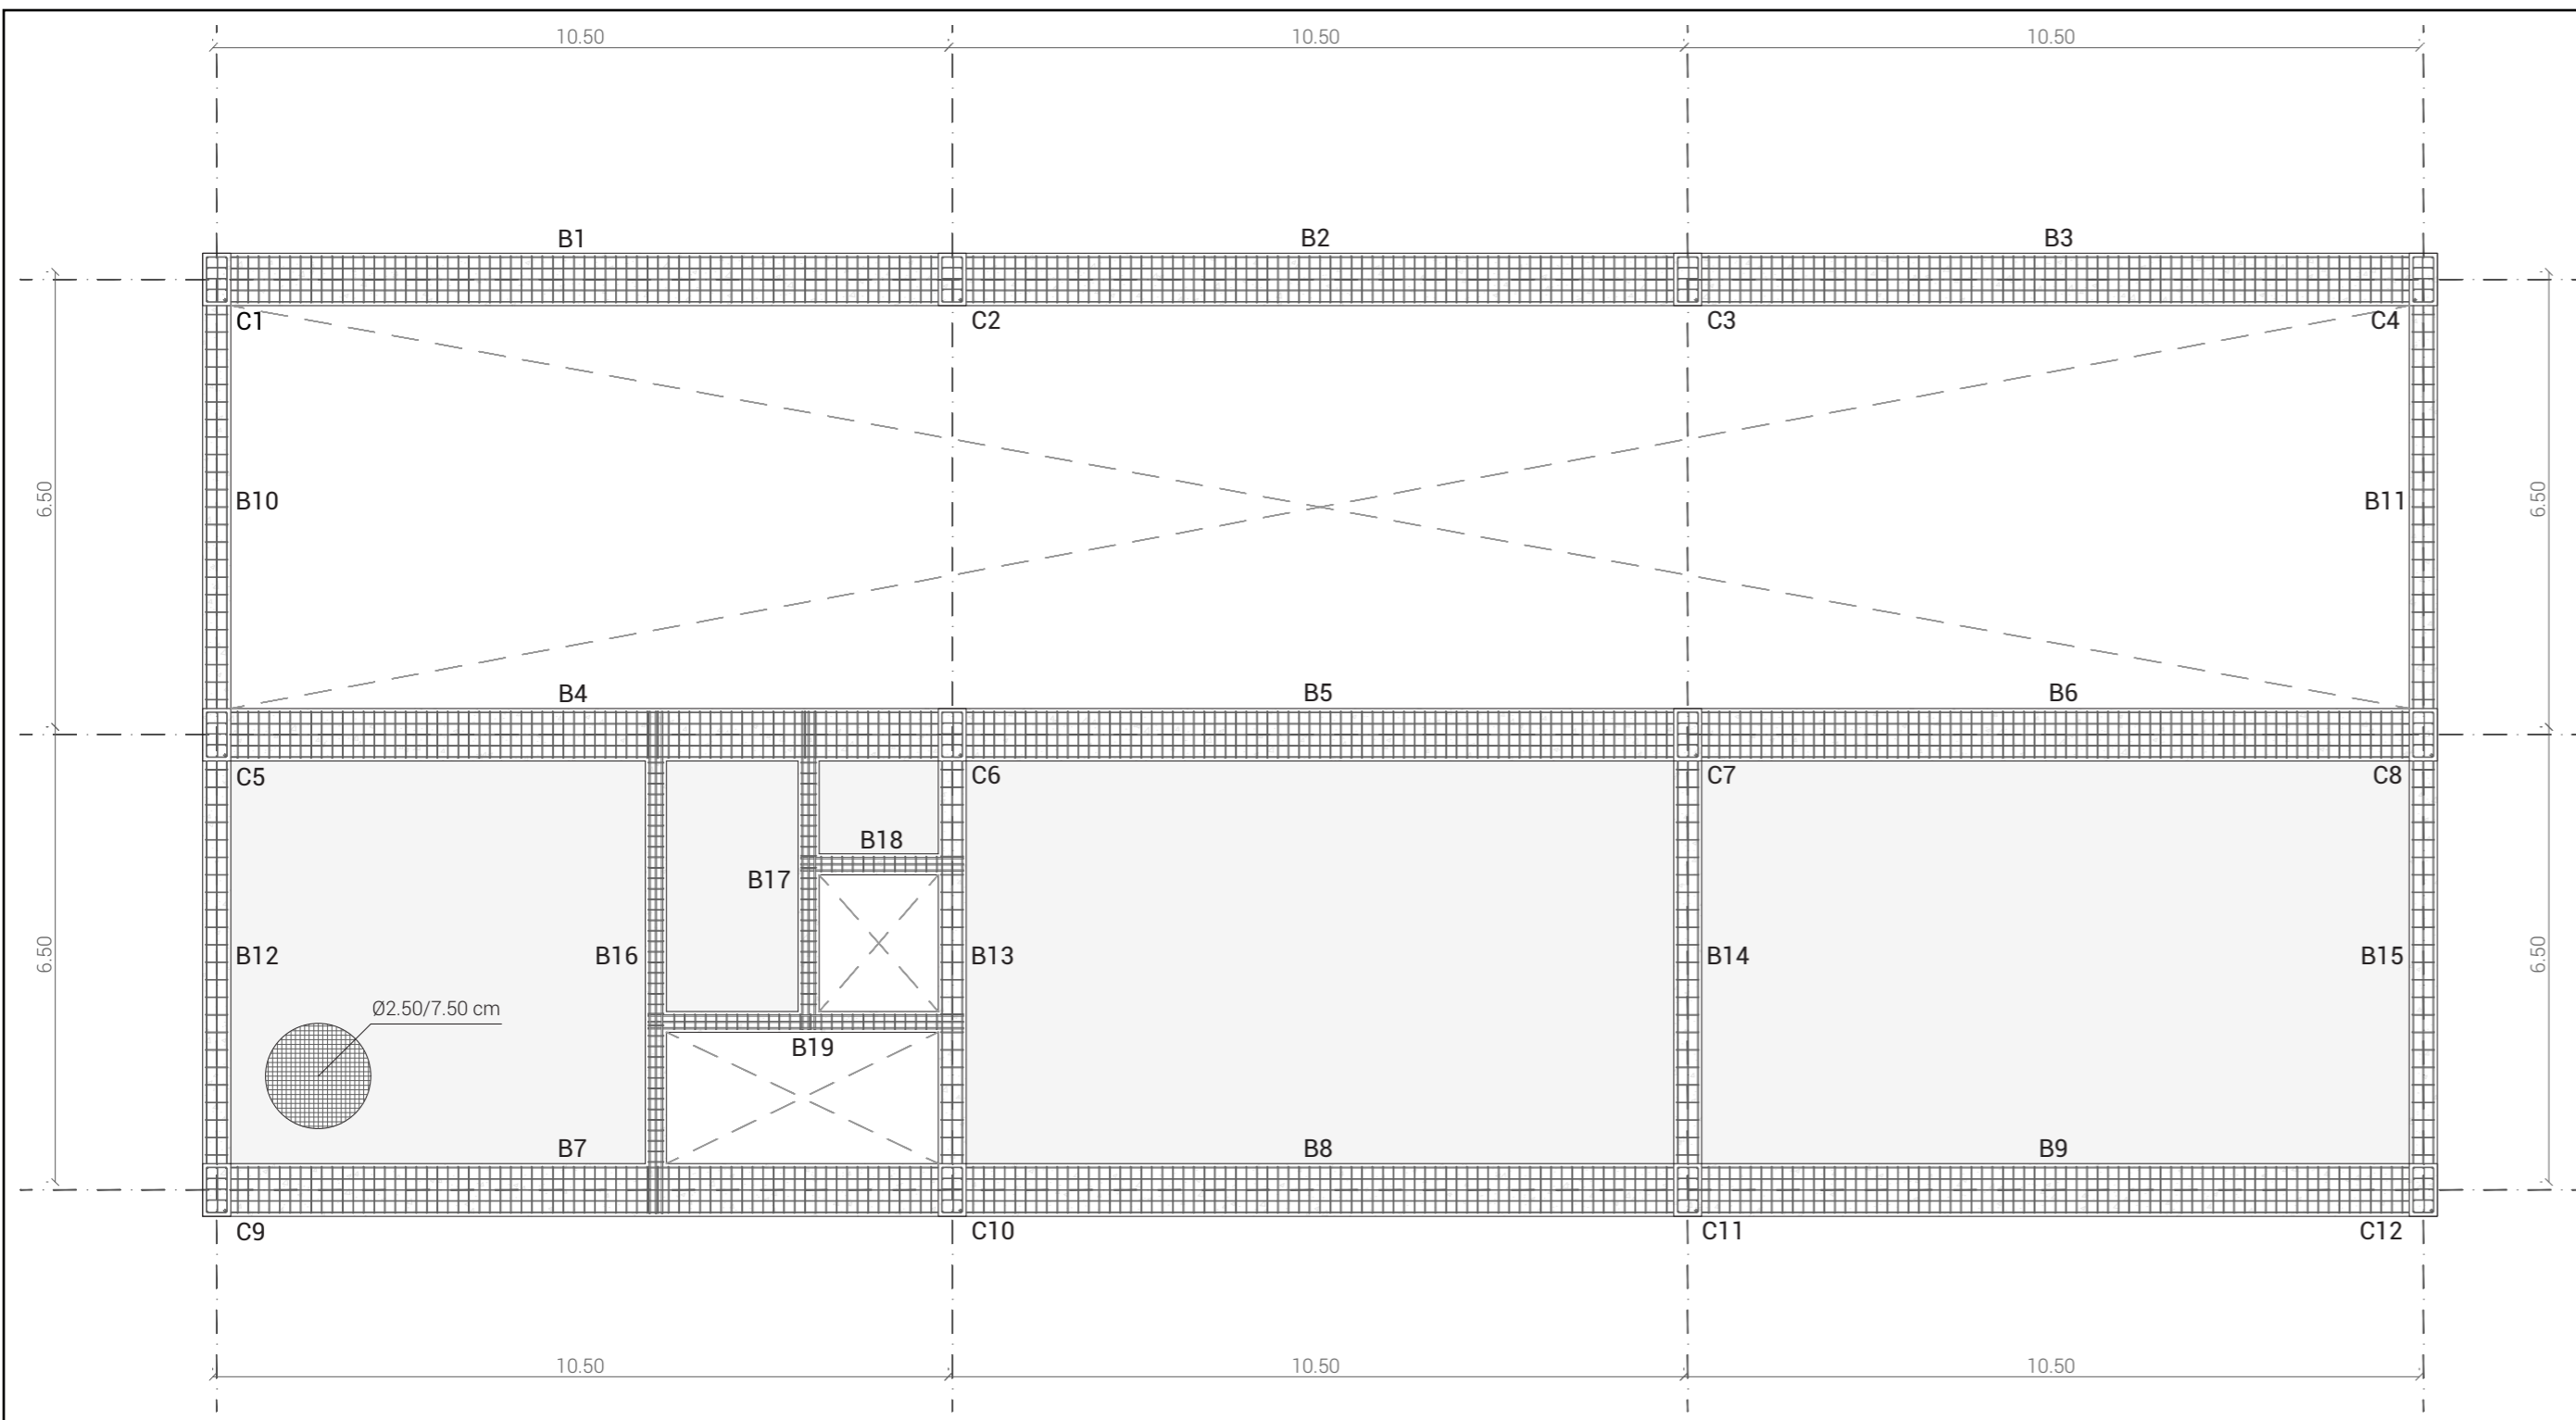 10.50 10.50 10.50
B1 B2 B3
C1 C2 C3 C4
6.50 B10 B11 6.50
B4 B5 B6
C5 C6 C7 C8
B18
B17
6.50 B12 B16 B13 B14 B15 6.50
Ø2.50/7.50 cm
B19
B7 B8 B9
C9 C10 C11 C12
10.50 10.50 10.50